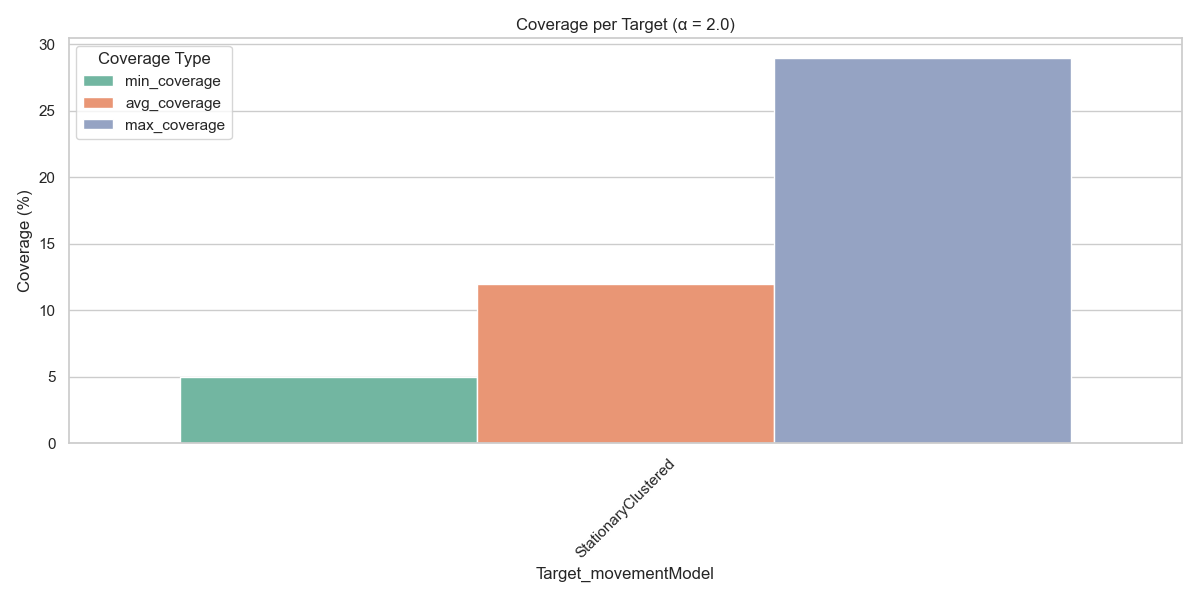 Coverage per Target (α = 2.0)
Coverage Type
min_coverage
avg_coverage
max_coverage
Coverage (%)
30
25
20
15
10
5
0
StationaryClustered
Target_movementModel